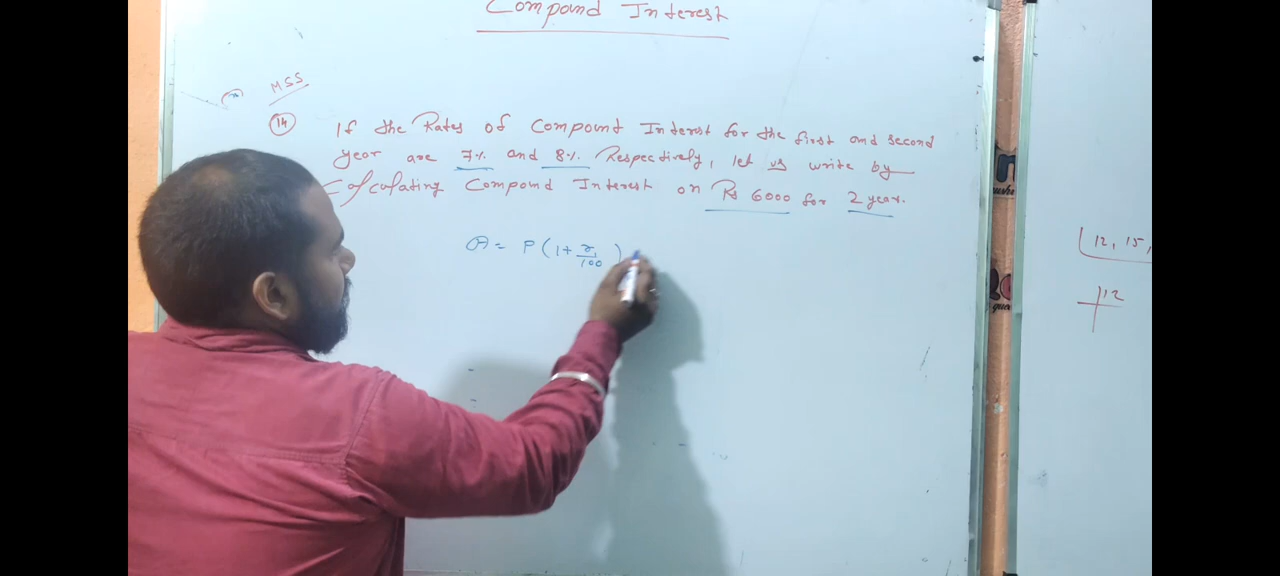 Compound Interest
MSS
14 If the Rates of Compound Interest for the first and second
year are 7% and 8% Respectively, let us write by
Calculating Compound Interest on Rs 6000 for 2 year.
A = P(1+ r₁/100)
12, 15,
12